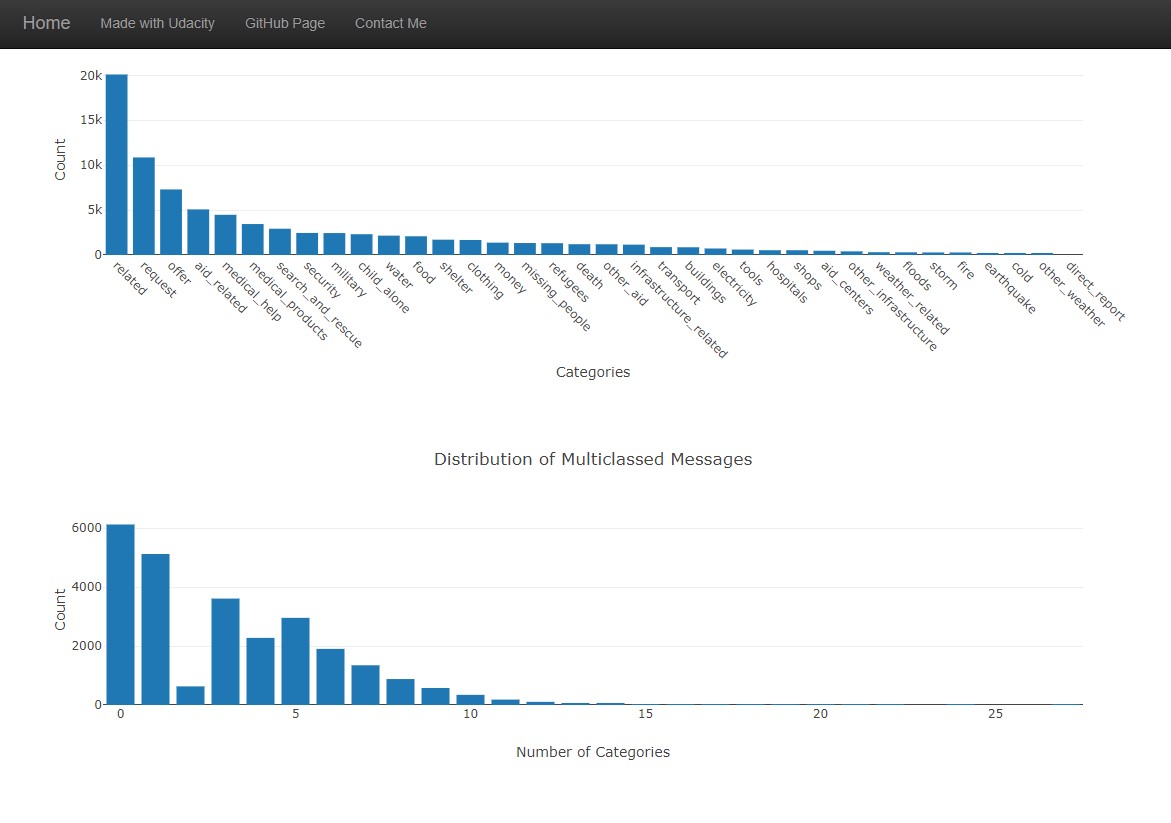 Home Made with Udacity GitHub Page Contact Me
20k
15k
10k
5k
0
Count
related
request
offer
aid_related
medical_help
medical_products
search_and_rescue
security
military
child_alone
water
food
shelter
clothing
money
missing_people
refugees
death
other_aid
infrastructure_related
transport
buildings
electricity
tools
hospitals
shops
aid_centers
other_infrastructure
weather_related
floods
storm
fire
earthquake
cold
other_weather
direct_report
Categories
Distribution of Multiclassed Messages
6000
4000
2000
0
Count
0 5 10 15 20 25
Number of Categories